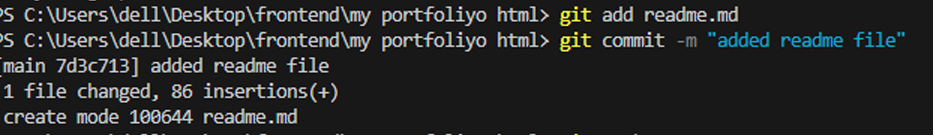 PS C:\Users\dell\Desktop\frontend\my portfoliyo html> git add readme.md
PS C:\Users\dell\Desktop\frontend\my portfoliyo html> git commit -m "added readme file"
[main 7d3c713] added readme file
1 file changed, 86 insertions(+)
create mode 100644 readme.md